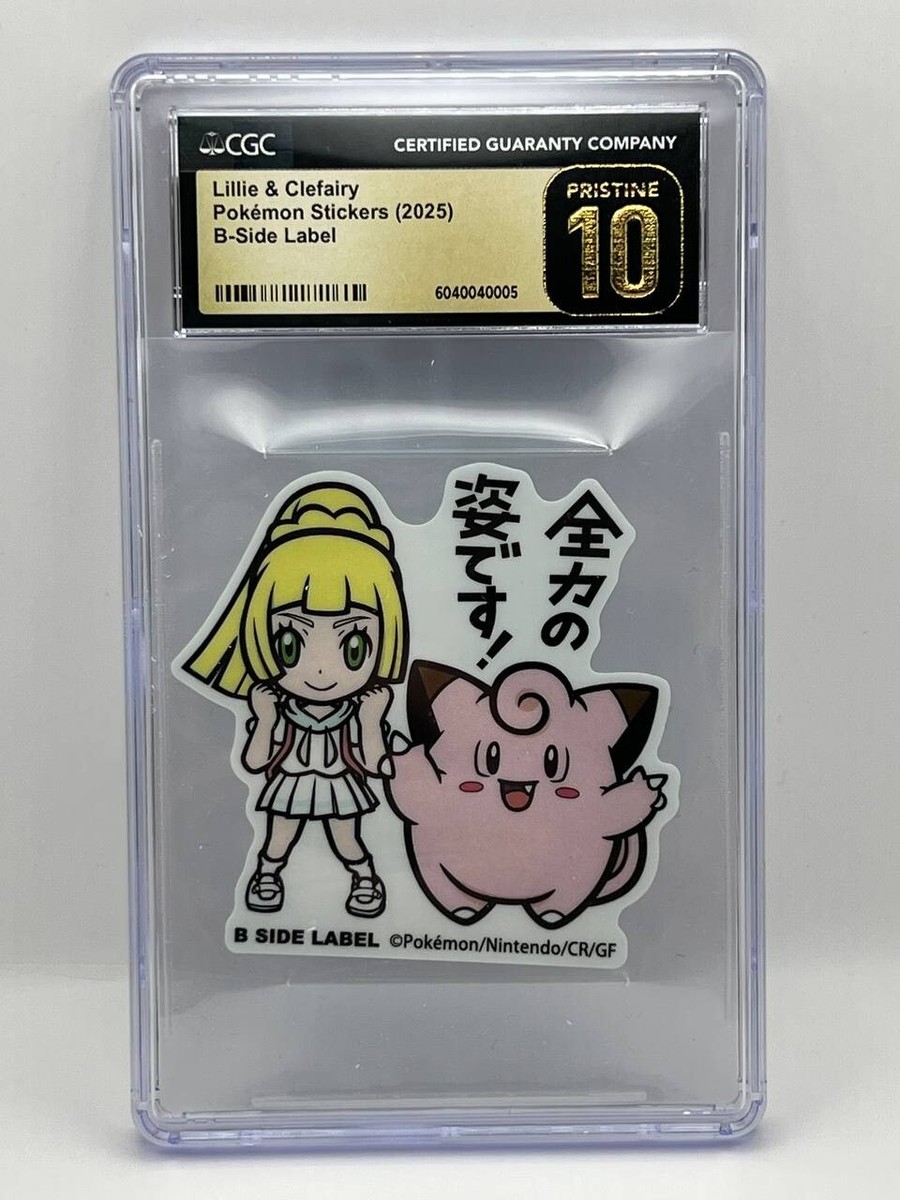 CGC
CERTIFIED GUARANTY COMPANY
Lillie & Clefairy
Pokémon Stickers (2025)
B-Side Label
6040040005
PRISTINE
10
全力の
姿です!
B SIDE LABEL ©Pokémon/Nintendo/CR/GF